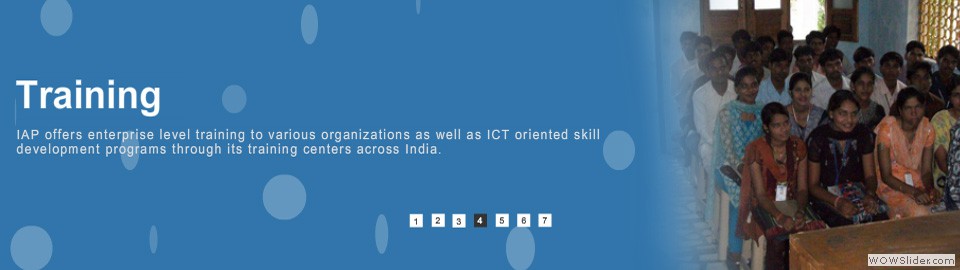 Training
IAP offers enterprise level training to various organizations as well as ICT oriented skill
development programs through its training centers across India.
1 2 3 4 5 6 7
WOWSlider.com